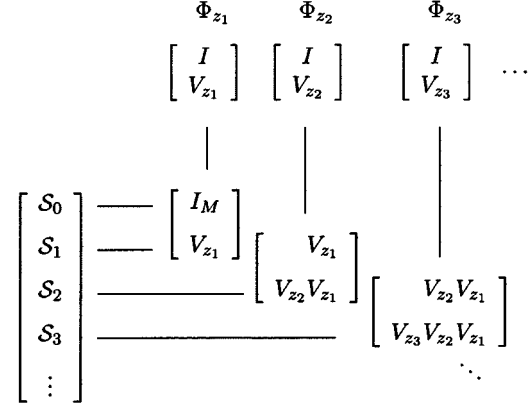 Φ_{z_1} Φ_{z_2} Φ_{z_3}
[ I ] [ I ] [ I ] ⋯
[ V_{z_1} ] [ V_{z_2} ] [ V_{z_3} ]
S_0 I_M
S_1 V_{z_1} V_{z_1}
S_2 V_{z_2} V_{z_1} V_{z_2} V_{z_1}
S_3 V_{z_3} V_{z_2} V_{z_1}
⋮ ⋱